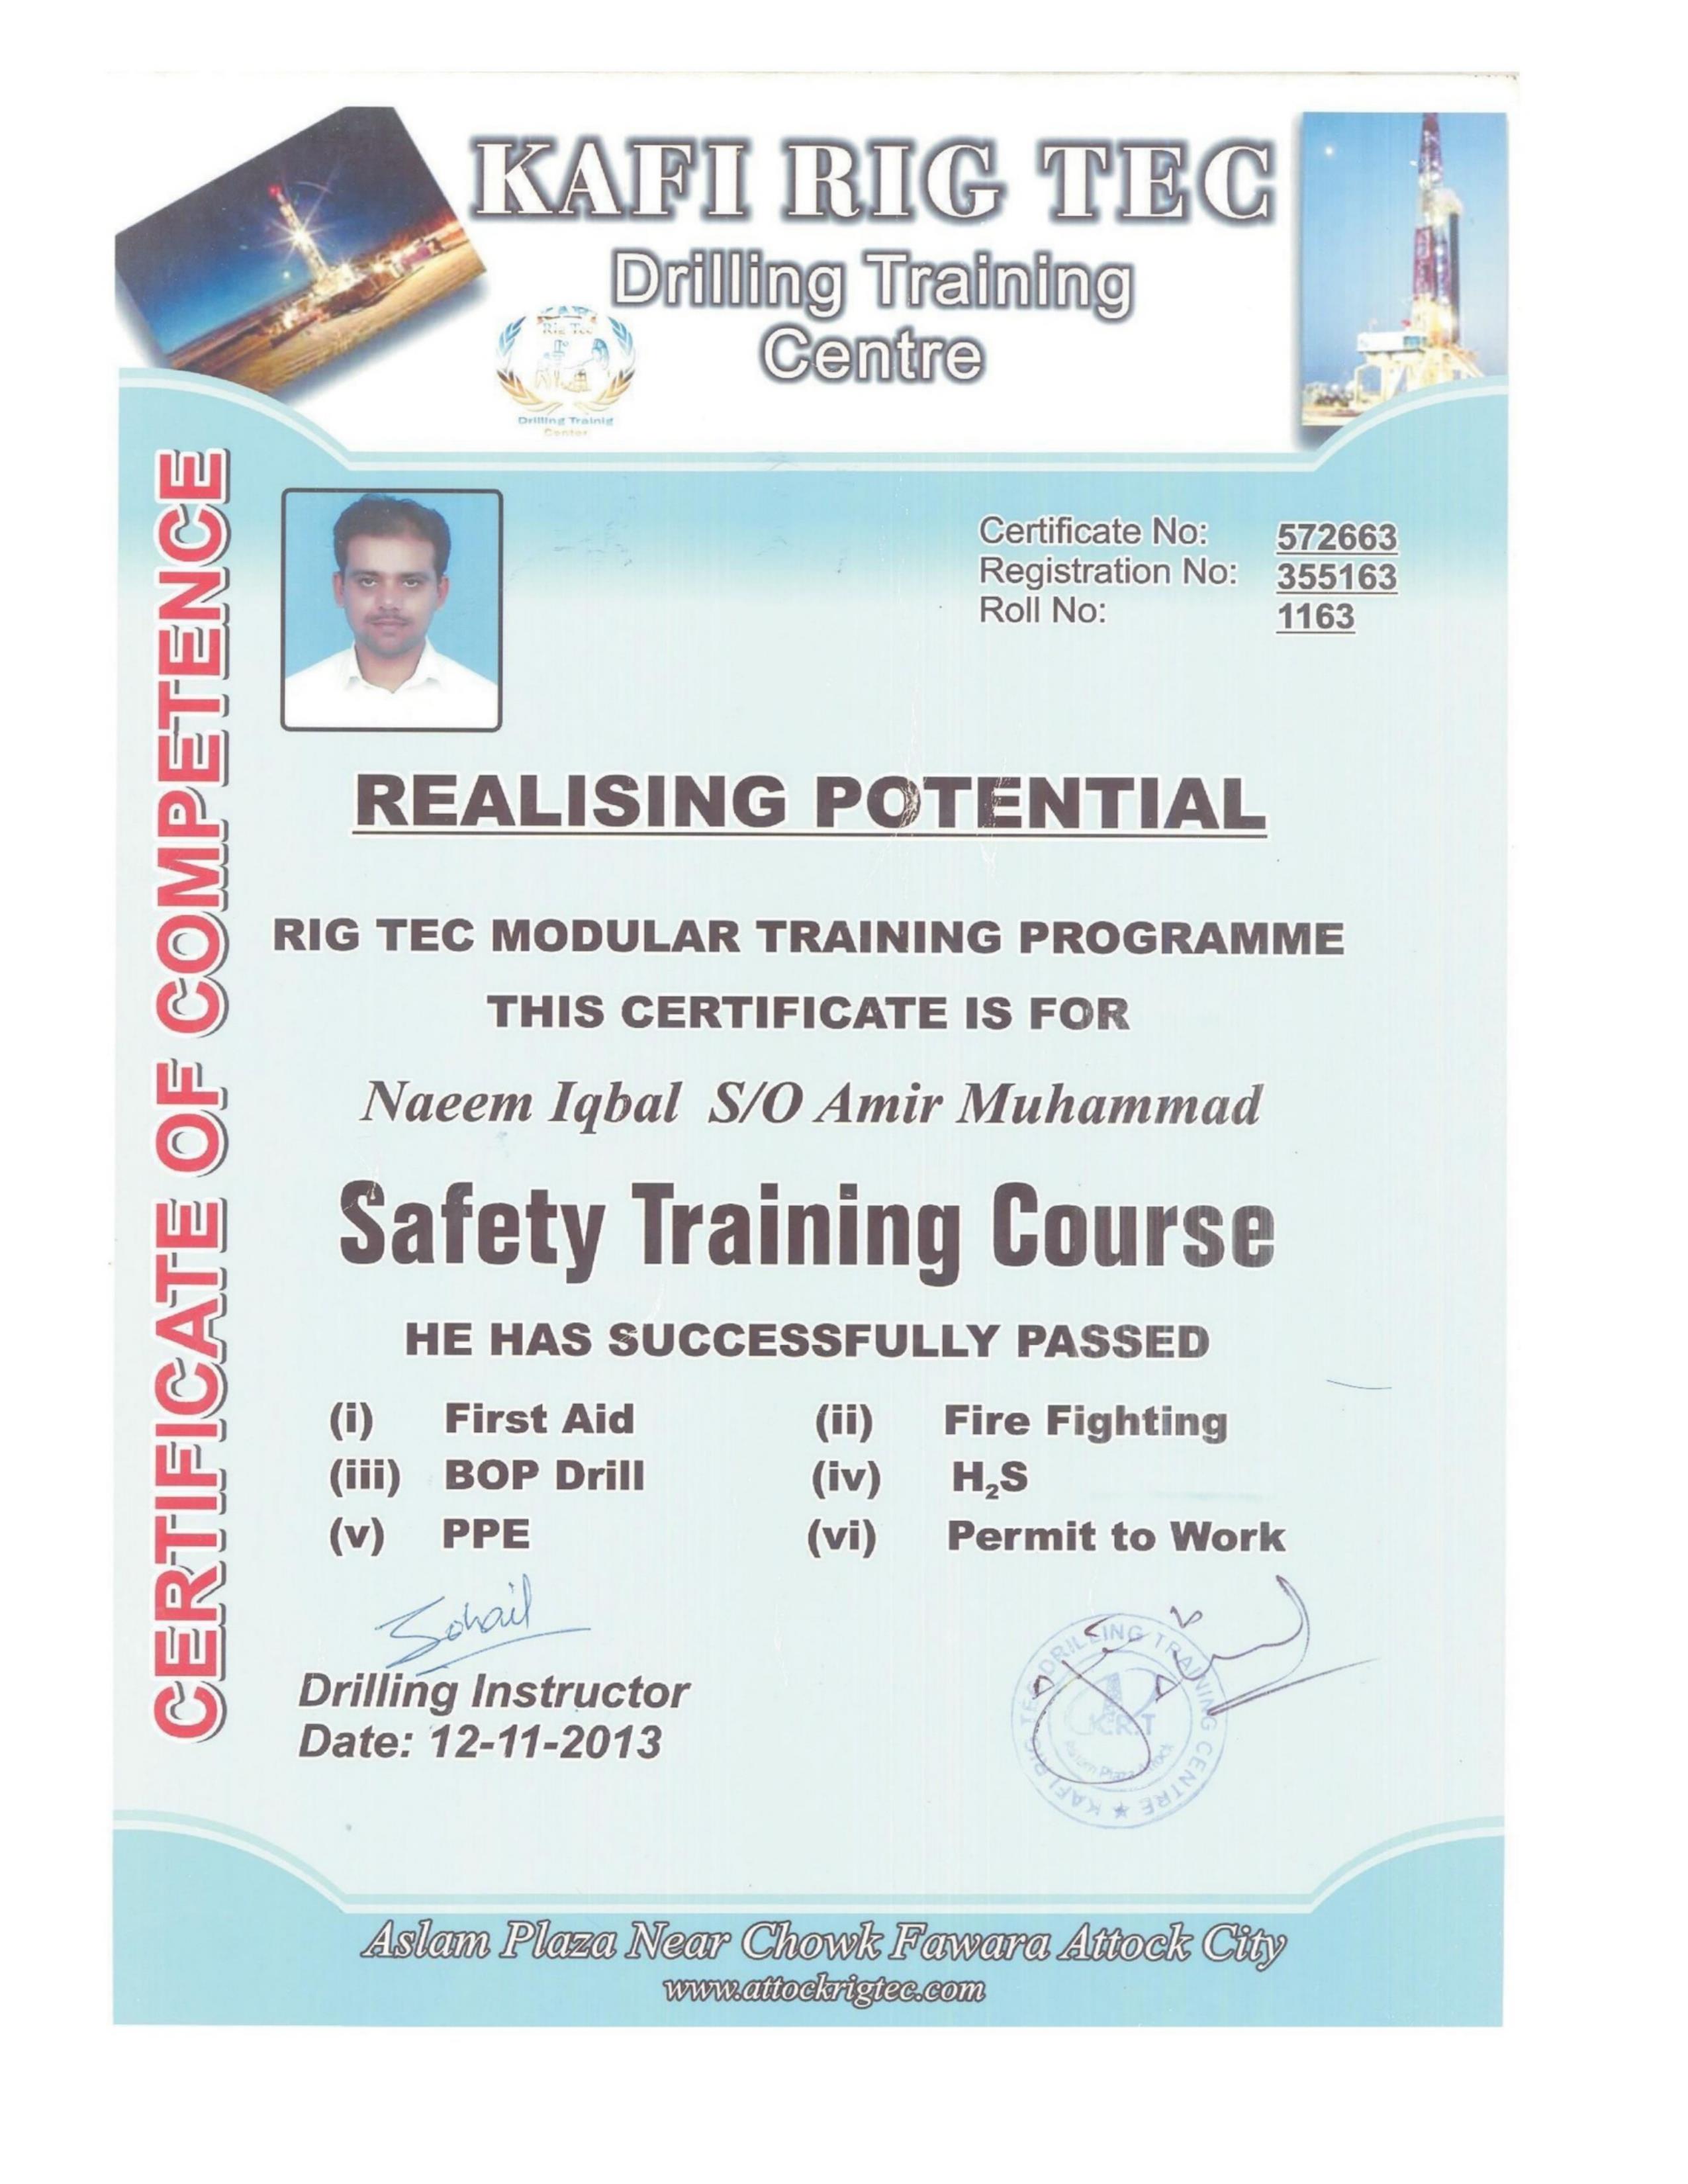 KAFI RIG TEC
Drilling Training
Centre
Rig Tec
Drilling Trainig
Center
CERTIFICATE OF COMPETENCE
Certificate No: 572663
Registration No: 355163
Roll No: 1163
REALISING POTENTIAL
RIG TEC MODULAR TRAINING PROGRAMME
THIS CERTIFICATE IS FOR
Naeem Iqbal S/O Amir Muhammad
Safety Training Course
HE HAS SUCCESSFULLY PASSED
(i) First Aid (ii) Fire Fighting
(iii) BOP Drill (iv) H₂S
(v) PPE (vi) Permit to Work
Sohail
Drilling Instructor
Date: 12-11-2013
KAFI RIG TEC DRILLING TRAINING CENTRE
K.R.T
Aslam Plaza Attock
Aslam Plaza Near Chowk Fawara Attock City
www.attockrigtec.com